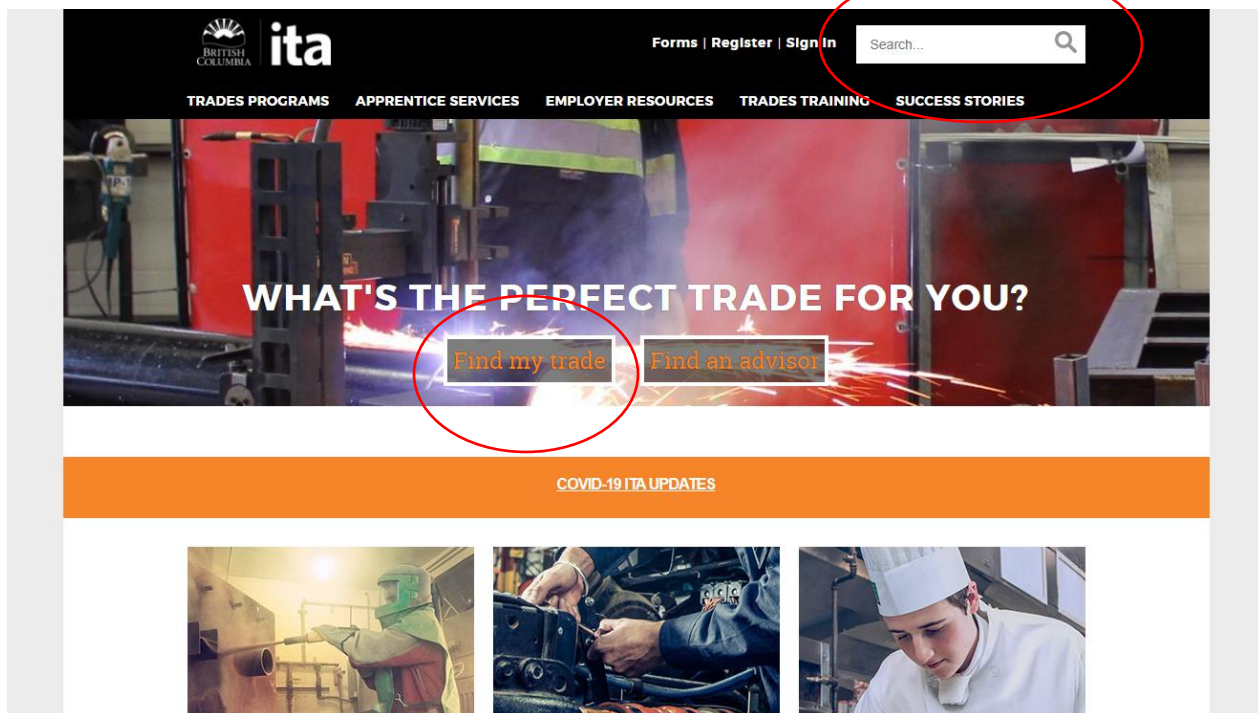 BRITISH
COLUMBIA
ita
Forms | Register | Sign In
Search...
TRADES PROGRAMS APPRENTICE SERVICES EMPLOYER RESOURCES TRADES TRAINING SUCCESS STORIES
WHAT'S THE PERFECT TRADE FOR YOU?
Find my trade Find an advisor
COVID-19 ITA UPDATES